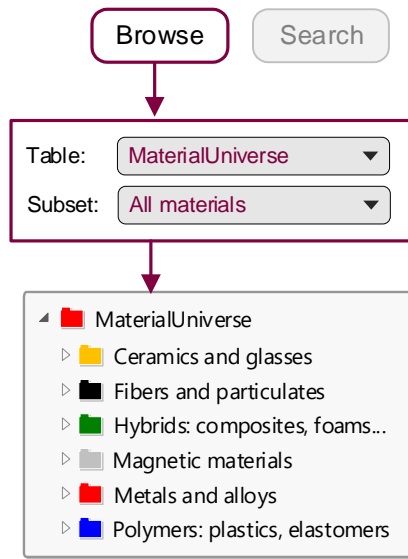 Browse Search
Table: MaterialUniverse
Subset: All materials
MaterialUniverse
Ceramics and glasses
Fibers and particulates
Hybrids: composites, foams...
Magnetic materials
Metals and alloys
Polymers: plastics, elastomers